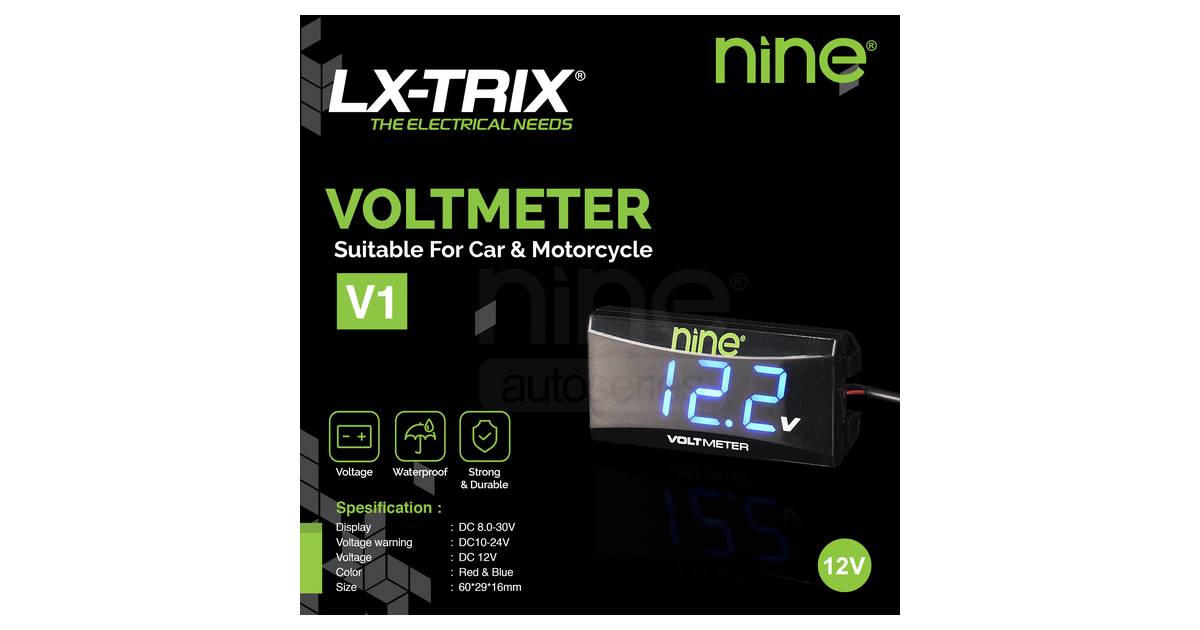 nine®
LX-TRIX®
THE ELECTRICAL NEEDS
VOLTMETER
Suitable For Car & Motorcycle
V1
nine®
autoseries
nine®
12.2 V
VOLTMETER
Voltage
Waterproof
Strong
& Durable
Spesification :
Display : DC 8.0-30V
Voltage warning : DC10-24V
Voltage : DC 12V
Color : Red & Blue
Size : 60*29*16mm
12V